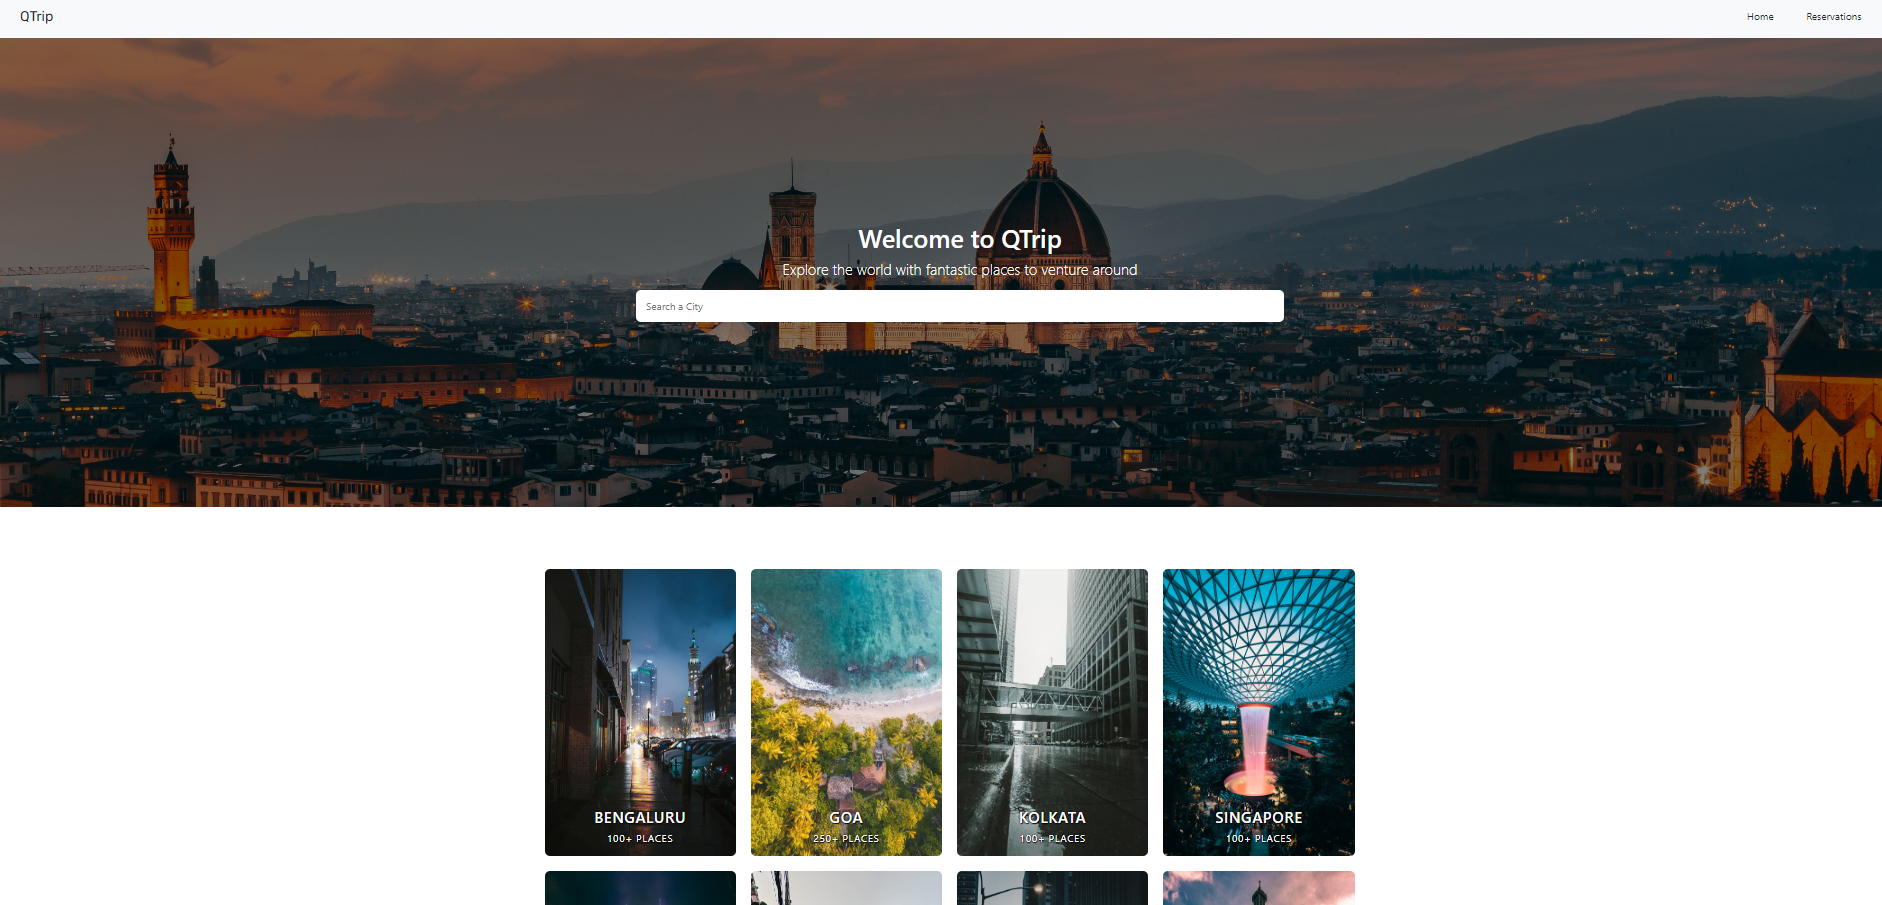 QTrip
Home
Reservations
Welcome to QTrip
Explore the world with fantastic places to venture around
Search a City
BENGALURU
100+ PLACES
GOA
250+ PLACES
KOLKATA
100+ PLACES
SINGAPORE
100+ PLACES